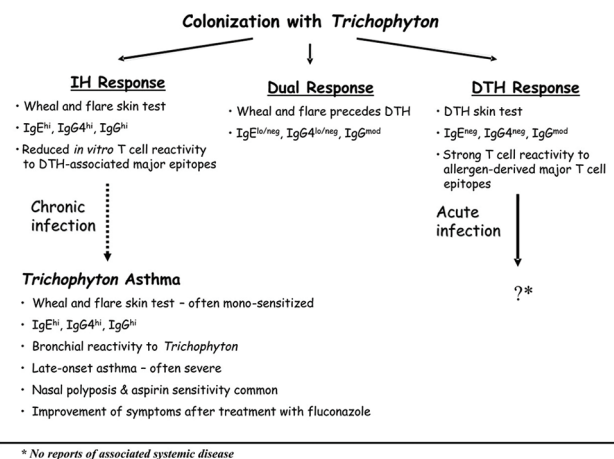 Colonization with Trichophyton
IH Response
• Wheal and flare skin test
• IgEhi, IgG4hi, IgGhi
• Reduced in vitro T cell reactivity
to DTH-associated major epitopes
Dual Response
• Wheal and flare precedes DTH
• IgElo/neg, IgG4lo/neg, IgGmod
DTH Response
• DTH skin test
• IgEneg, IgG4neg, IgGmod
• Strong T cell reactivity to
allergen-derived major T cell
epitopes
Chronic
infection
Acute
infection
?*
Trichophyton Asthma
• Wheal and flare skin test – often mono-sensitized
• IgEhi, IgG4hi, IgGhi
• Bronchial reactivity to Trichophyton
• Late-onset asthma – often severe
• Nasal polyposis & aspirin sensitivity common
• Improvement of symptoms after treatment with fluconazole
* No reports of associated systemic disease